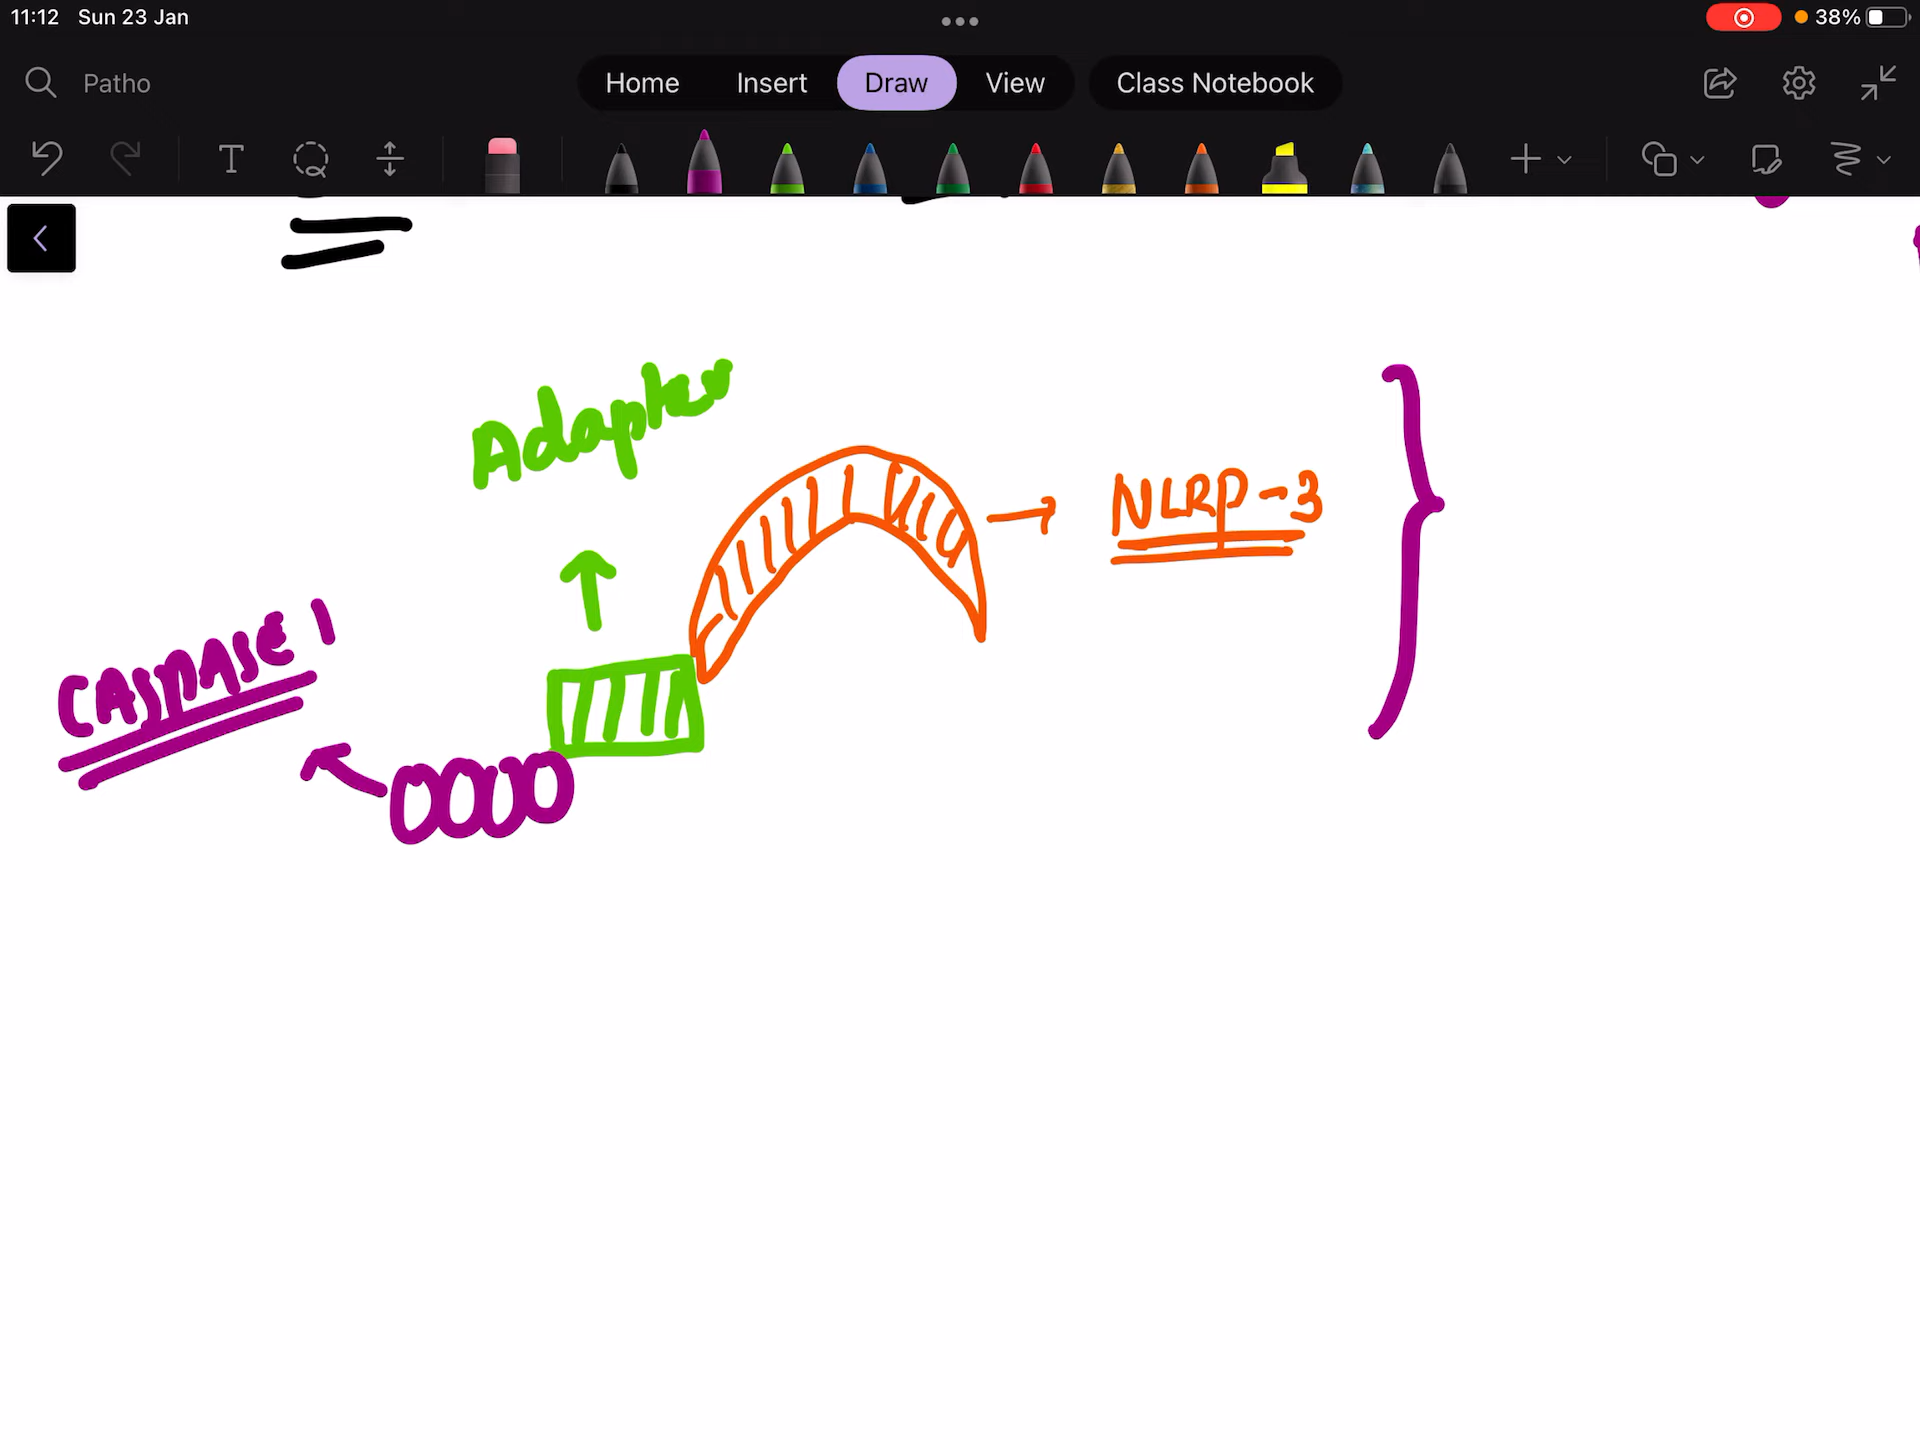 11:12 Sun 23 Jan
38%
Patho
Home Insert Draw View Class Notebook
T
Adapter
NLRP-3
CASPASE 1